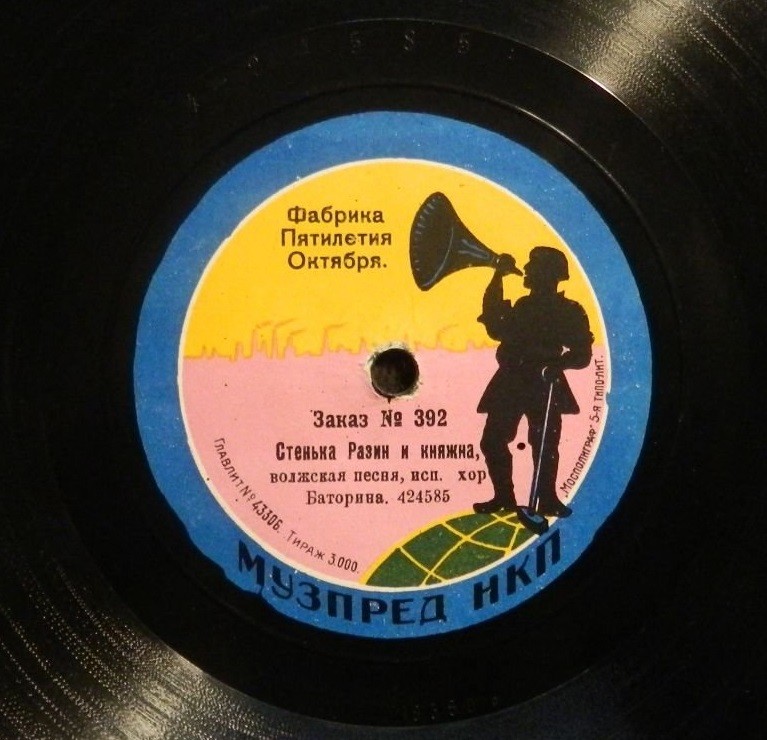 Фабрика
Пятилетия
Октября.
Заказ № 392
Стенька Разин и княжна,
волжская песня, исп. хор
Баторина. 424585
Главлит № 43306. Тираж 3.000.
„Мосполиграф" 5-я типо-лит.
МУЗПРЕД НКП